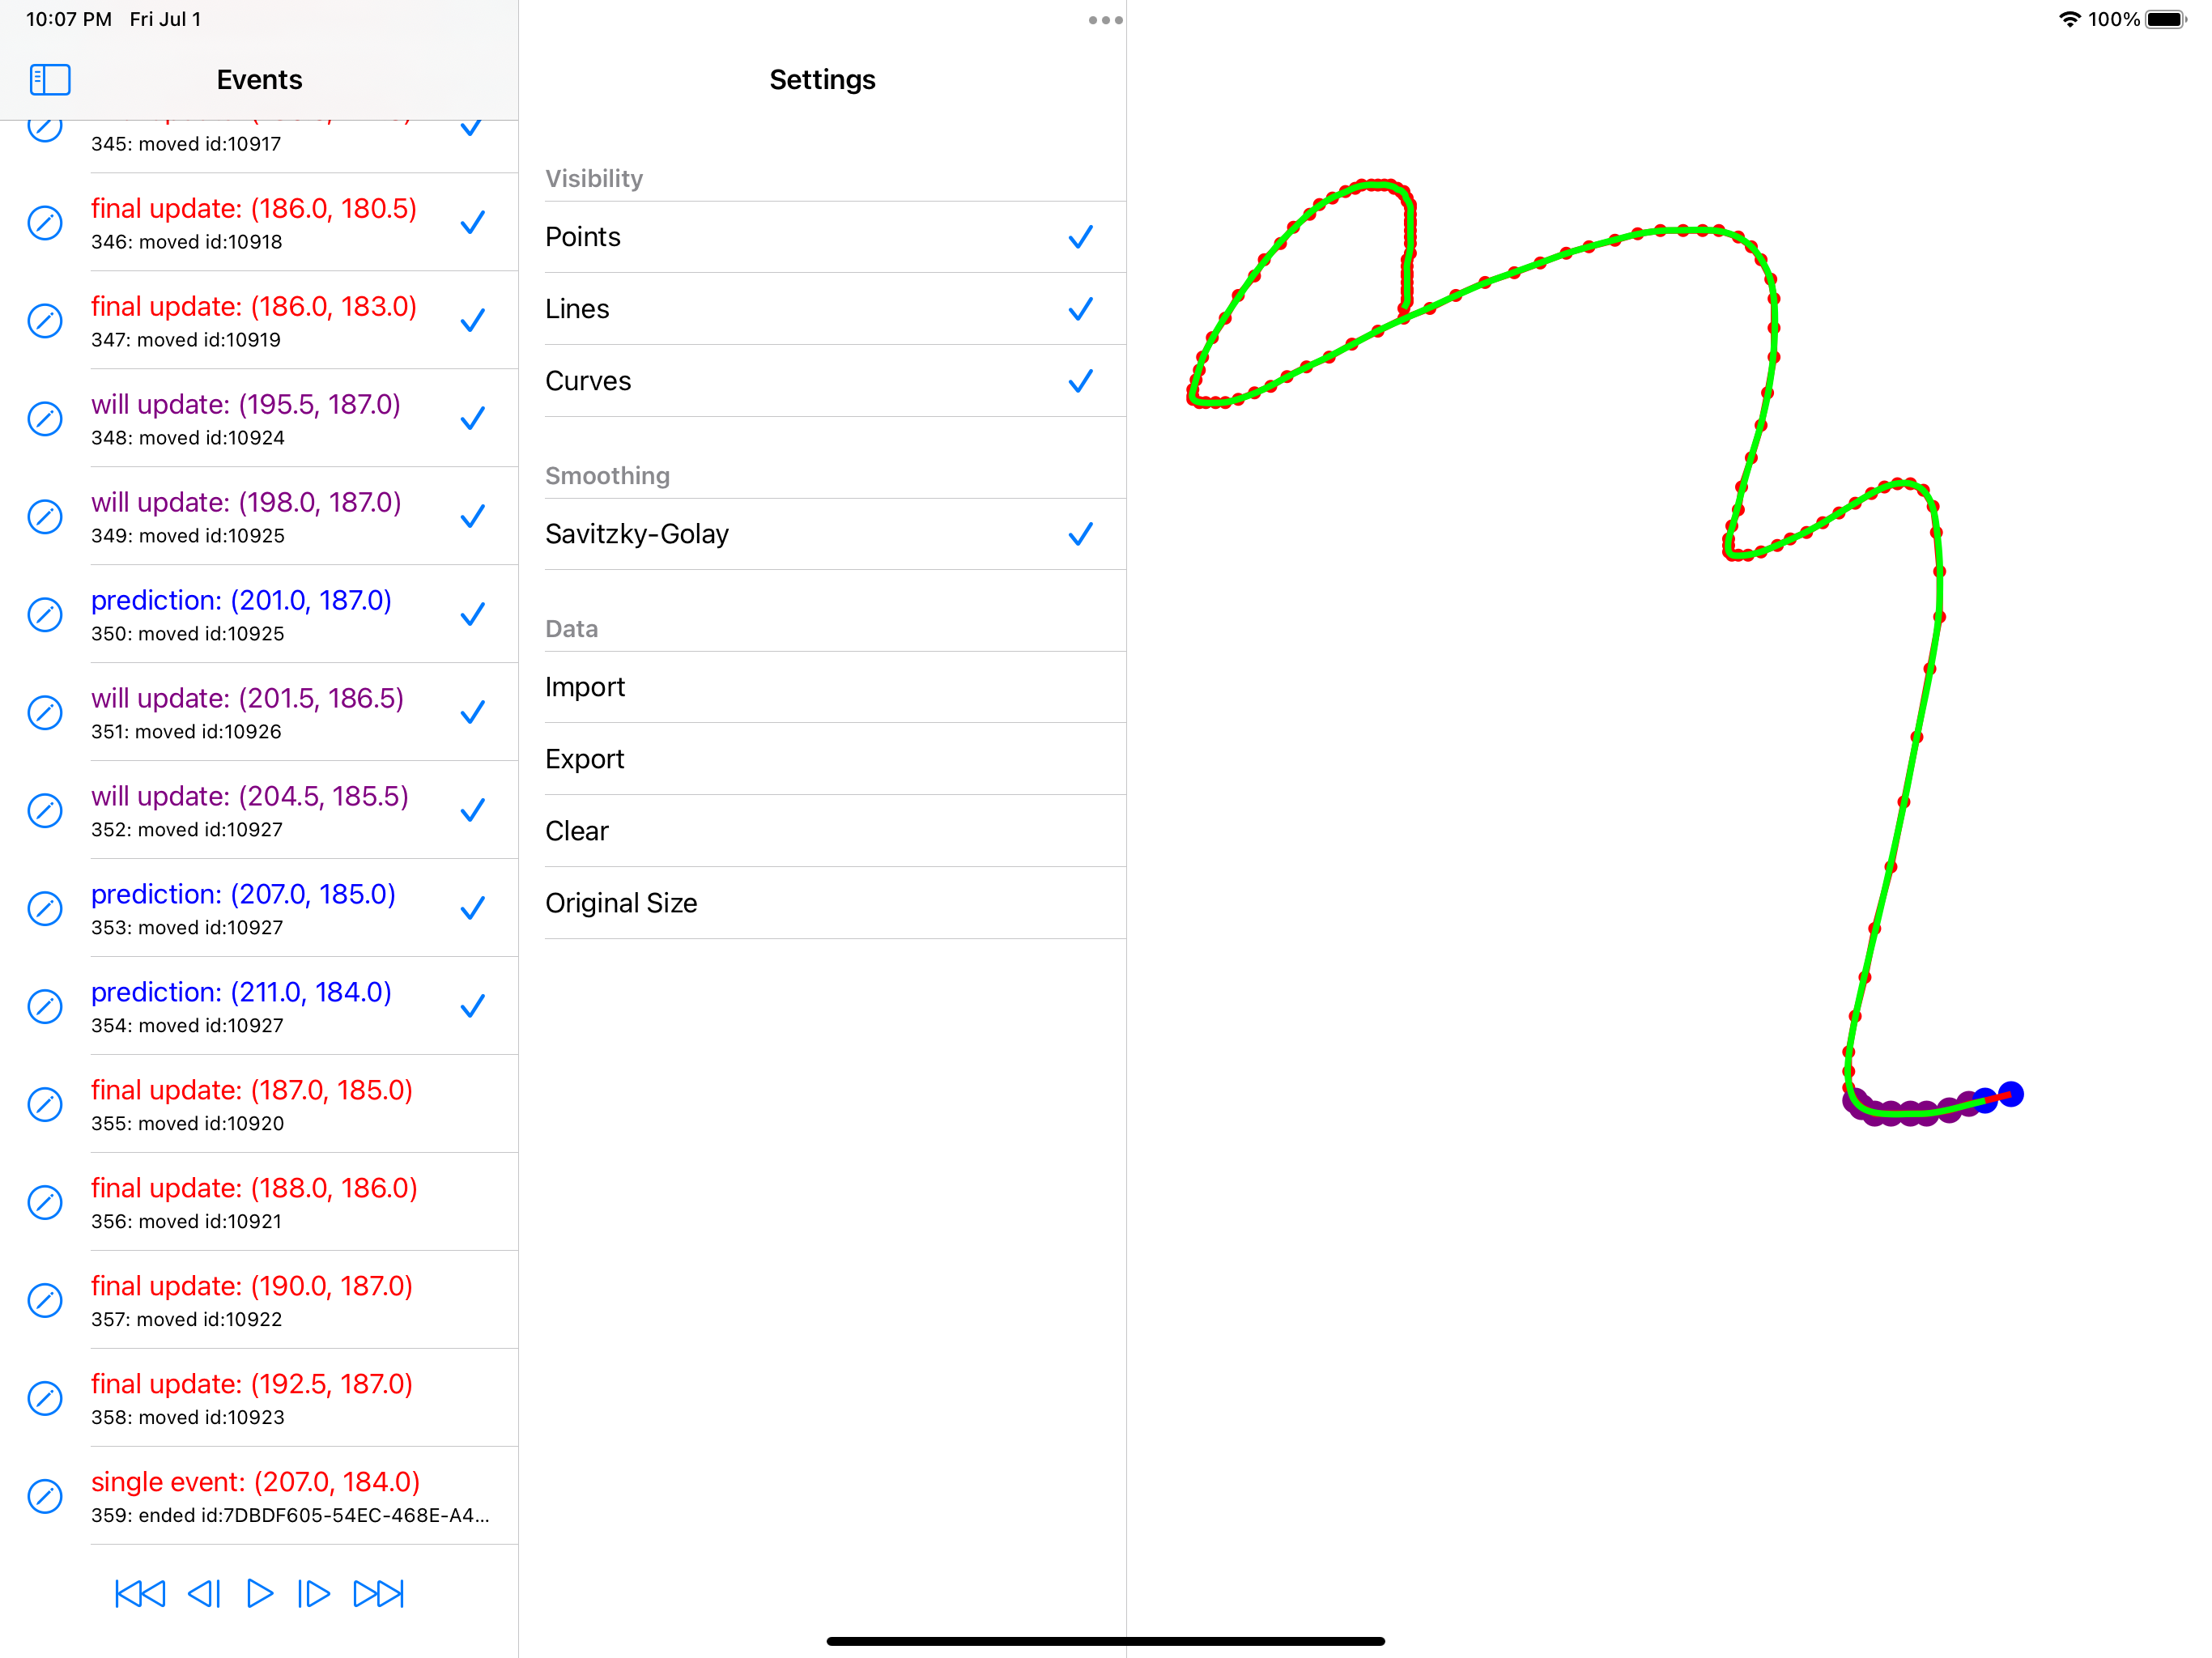 10:07 PM Fri Jul 1
100%
Events
345: moved id:10917
final update: (186.0, 180.5)
346: moved id:10918
final update: (186.0, 183.0)
347: moved id:10919
will update: (195.5, 187.0)
348: moved id:10924
will update: (198.0, 187.0)
349: moved id:10925
prediction: (201.0, 187.0)
350: moved id:10925
will update: (201.5, 186.5)
351: moved id:10926
will update: (204.5, 185.5)
352: moved id:10927
prediction: (207.0, 185.0)
353: moved id:10927
prediction: (211.0, 184.0)
354: moved id:10927
final update: (187.0, 185.0)
355: moved id:10920
final update: (188.0, 186.0)
356: moved id:10921
final update: (190.0, 187.0)
357: moved id:10922
final update: (192.5, 187.0)
358: moved id:10923
single event: (207.0, 184.0)
359: ended id:7DBDF605-54EC-468E-A4...
Settings
Visibility
Points
Lines
Curves
Smoothing
Savitzky-Golay
Data
Import
Export
Clear
Original Size